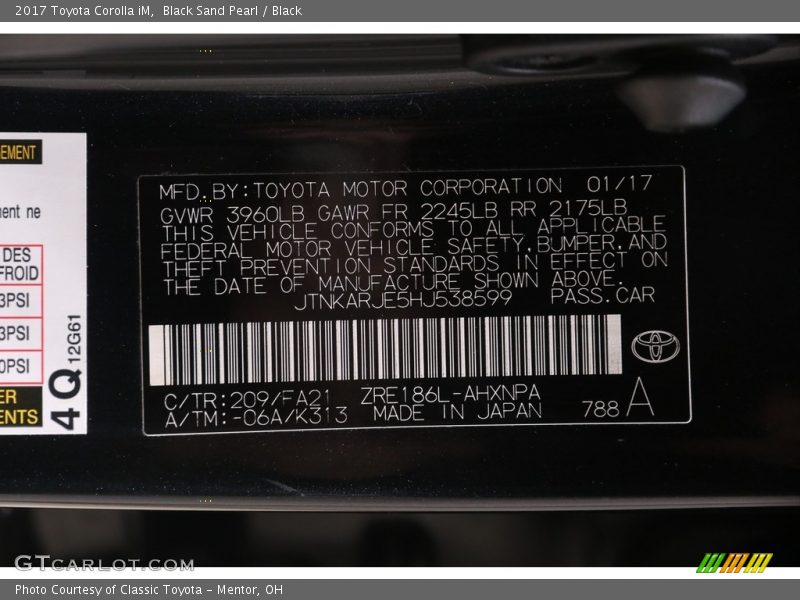 2017 Toyota Corolla iM,  Black Sand Pearl / Black
EMENT
ment ne
DES
FROID
3PSI
3PSI
0PSI
ER
ENTS
4Q 12G61
MFD.BY:TOYOTA MOTOR CORPORATION 01/17
GVWR 3960LB GAWR FR 2245LB RR 2175LB
THIS VEHICLE CONFORMS TO ALL APPLICABLE
FEDERAL MOTOR VEHICLE SAFETY,BUMPER,AND
THEFT PREVENTION STANDARDS IN EFFECT ON
THE DATE OF MANUFACTURE SHOWN ABOVE.
JTNKARJE5HJ538599 PASS.CAR
C/TR:209/FA21 ZRE186L-AHXNPA
A/TM:-06A/K313 MADE IN JAPAN 788 A
GTCARLOT.COM
Photo Courtesy of Classic Toyota - Mentor, OH